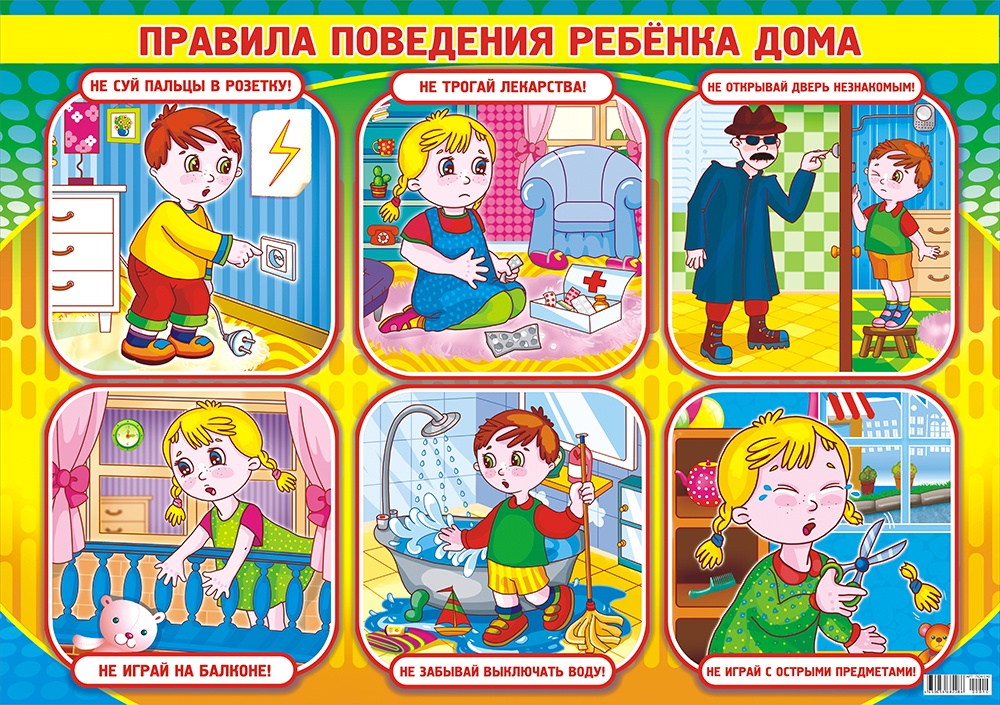 ПРАВИЛА ПОВЕДЕНИЯ РЕБЁНКА ДОМА
НЕ СУЙ ПАЛЬЦЫ В РОЗЕТКУ!
НЕ ТРОГАЙ ЛЕКАРСТВА!
НЕ ОТКРЫВАЙ ДВЕРЬ НЕЗНАКОМЫМ!
НЕ ИГРАЙ НА БАЛКОНЕ!
НЕ ЗАБЫВАЙ ВЫКЛЮЧАТЬ ВОДУ!
НЕ ИГРАЙ С ОСТРЫМИ ПРЕДМЕТАМИ!